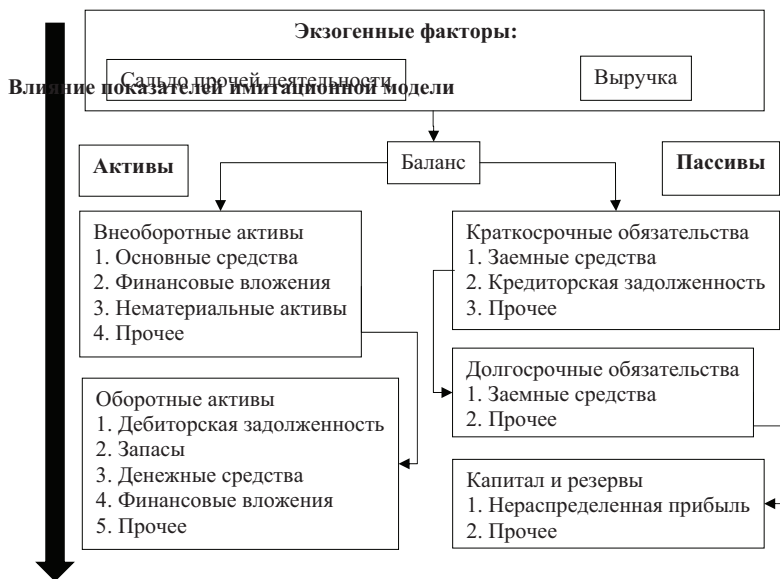 Экзогенные факторы:
Сальдо прочей деятельности
Выручка
Влияние показателей имитационной модели
Активы
Баланс
Пассивы
Внеоборотные активы
1. Основные средства
2. Финансовые вложения
3. Нематериальные активы
4. Прочее
Краткосрочные обязательства
1. Заемные средства
2. Кредиторская задолженность
3. Прочее
Оборотные активы
1. Дебиторская задолженность
2. Запасы
3. Денежные средства
4. Финансовые вложения
5. Прочее
Долгосрочные обязательства
1. Заемные средства
2. Прочее
Капитал и резервы
1. Нераспределенная прибыль
2. Прочее